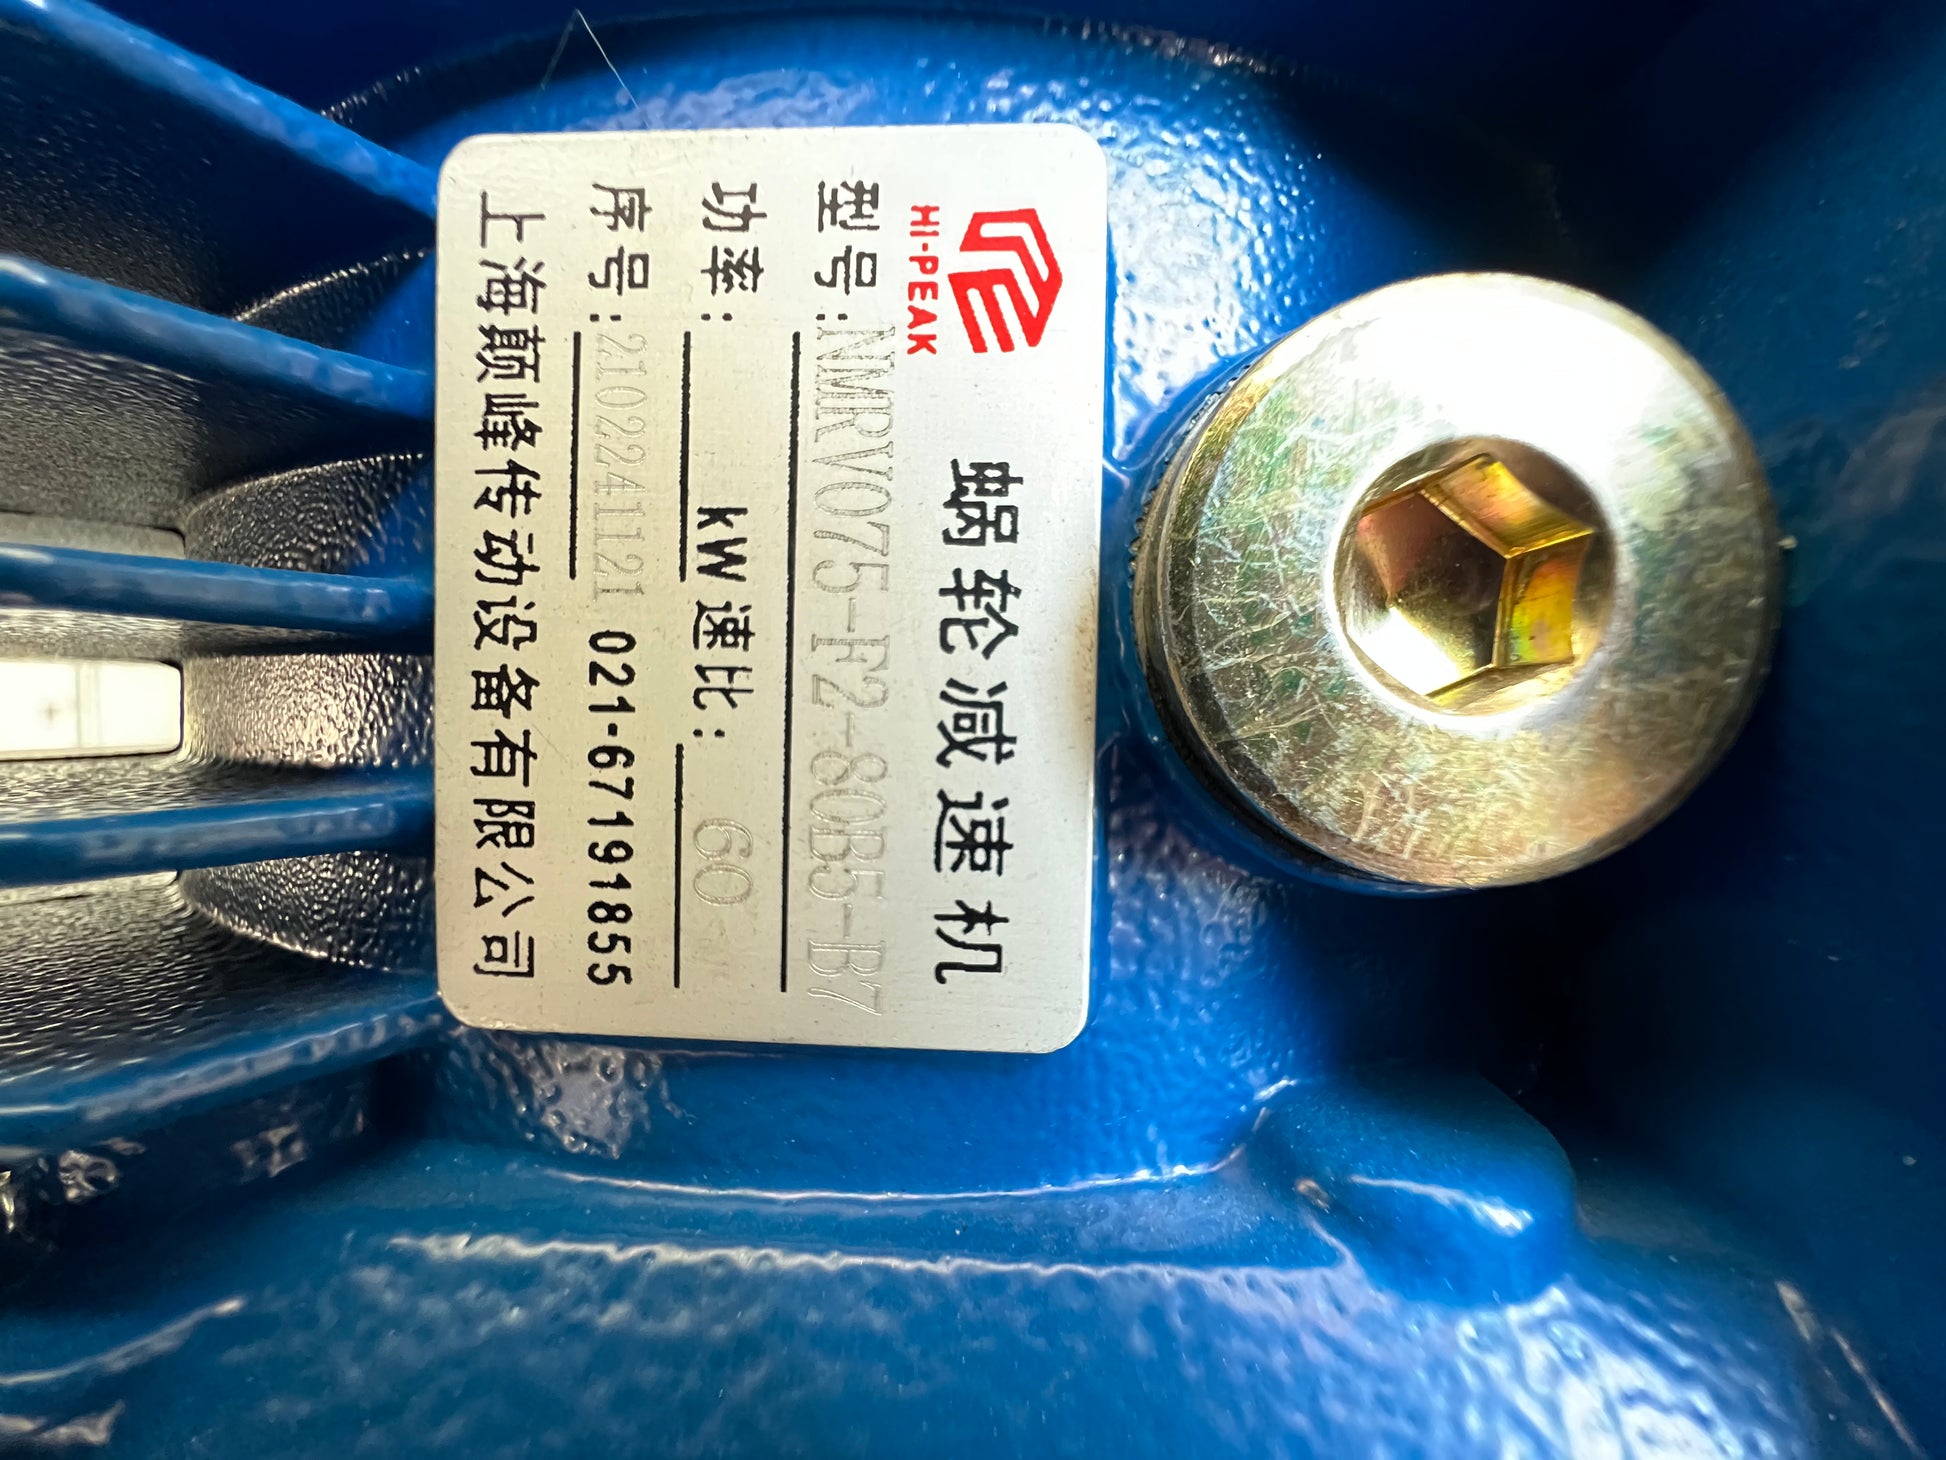 HI-PEAK
蜗轮减速机
型号:NMRV075-F2-80B5-B7
功率: kW 速比: 60
序号:2102241121 021-67191855
上海颠峰传动设备有限公司